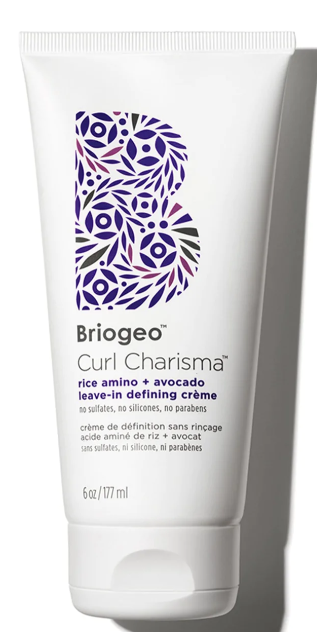 Briogeo™
Curl Charisma™
rice amino + avocado
leave-in defining crème
no sulfates, no silicones, no parabens
crème de définition sans rinçage
acide aminé de riz + avocat
sans sulfates, ni silicone, ni parabènes
6 oz / 177 ml